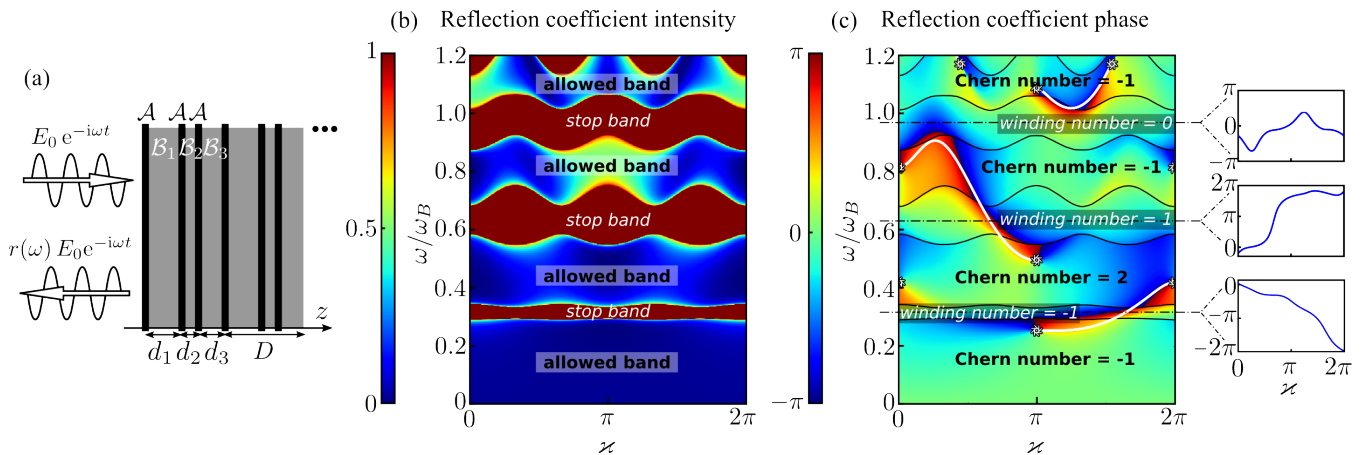 (a)
E₀ e^{−iωt}
r(ω) E₀e^{−iωt}
𝒜 𝒜 𝒜
ℬ₁ ℬ₂ ℬ₃
•••
z
d₁ d₂ d₃ D
(b) Reflection coefficient intensity
1
0.5
0
ω/ω_B
1.2
1.0
0.8
0.6
0.4
0.2
0
allowed band
stop band
allowed band
stop band
allowed band
stop band
allowed band
0 π 2π
ϰ
(c) Reflection coefficient phase
π
0
−π
ω/ω_B
1.2
1.0
0.8
0.6
0.4
0.2
0
Chern number = -1
winding number = 0
Chern number = -1
winding number = 1
Chern number = 2
winding number = -1
Chern number = -1
0 π 2π
ϰ
π
0
−π
2π
π
0
0
−π
−2π
0 π 2π
ϰ